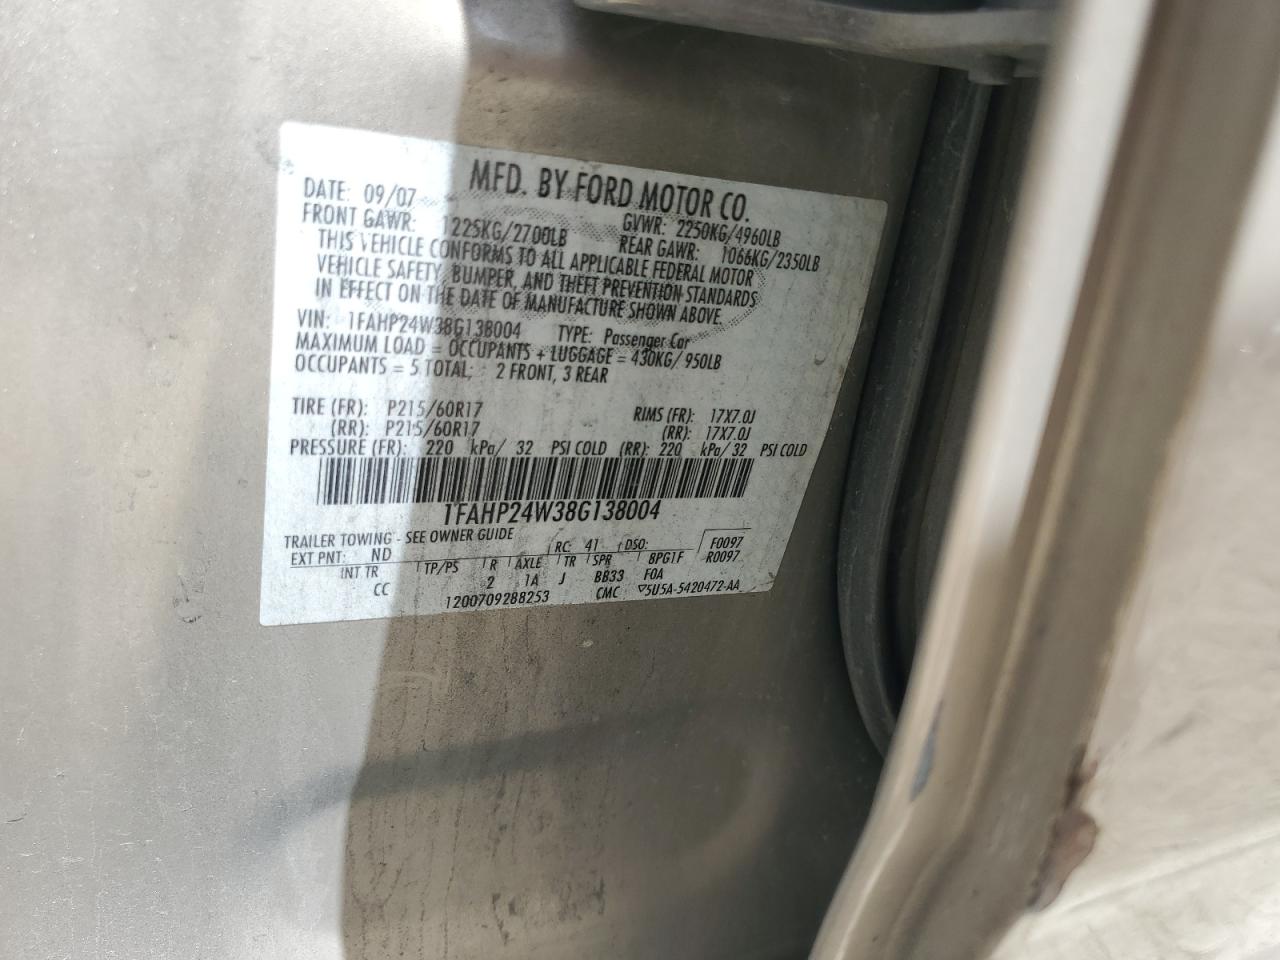 MFD. BY FORD MOTOR CO.
DATE: 09/07 GVWR: 2250KG/4960LB
FRONT GAWR: 1225KG/2700LB REAR GAWR: 1066KG/2350LB
THIS VEHICLE CONFORMS TO ALL APPLICABLE FEDERAL MOTOR
VEHICLE SAFETY, BUMPER, AND THEFT PREVENTION STANDARDS
IN EFFECT ON THE DATE OF MANUFACTURE SHOWN ABOVE.
VIN: 1FAHP24W38G138004 TYPE: Passenger Car
MAXIMUM LOAD = OCCUPANTS + LUGGAGE = 430KG/ 950LB
OCCUPANTS = 5 TOTAL; 2 FRONT, 3 REAR
TIRE (FR): P215/60R17 RIMS (FR): 17X7.0J
(RR): P215/60R17 (RR): 17X7.0J
PRESSURE (FR): 220 kPa/ 32 PSI COLD (RR): 220 kPa/ 32 PSI COLD
1FAHP24W38G138004
TRAILER TOWING - SEE OWNER GUIDE
EXT PNT: ND RC: 41 DSO: F0097
INT TR TP/PS R AXLE TR SPR 8PG1F R0097
CC 2 1A J BB33 FOA
1200709288253 CMC ▽5U5A-5420472-AA